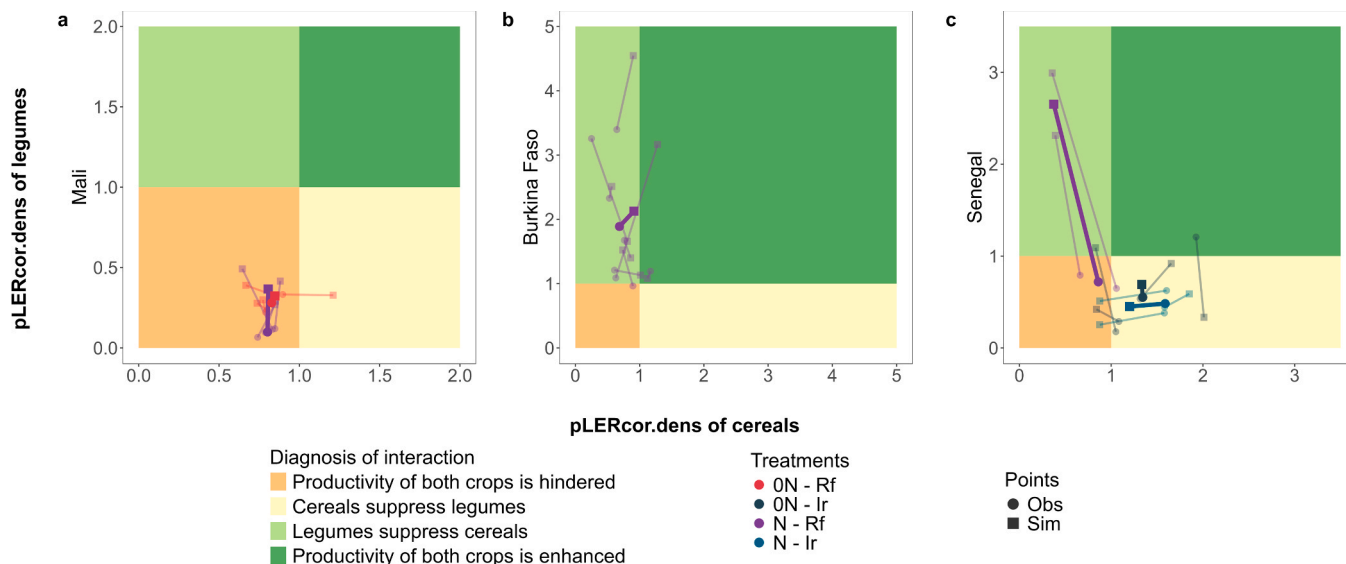 a
b
c
pLERcor.dens of legumes
Mali
2.0
1.5
1.0
0.5
0.0
0.0
0.5
1.0
1.5
2.0
Burkina Faso
5
4
3
2
1
0
0
1
2
3
4
5
Senegal
3
2
1
0
0
1
2
3
pLERcor.dens of cereals
Diagnosis of interaction
Productivity of both crops is hindered
Cereals suppress legumes
Legumes suppress cereals
Productivity of both crops is enhanced
Treatments
0N - Rf
0N - Ir
N - Rf
N - Ir
Points
Obs
Sim